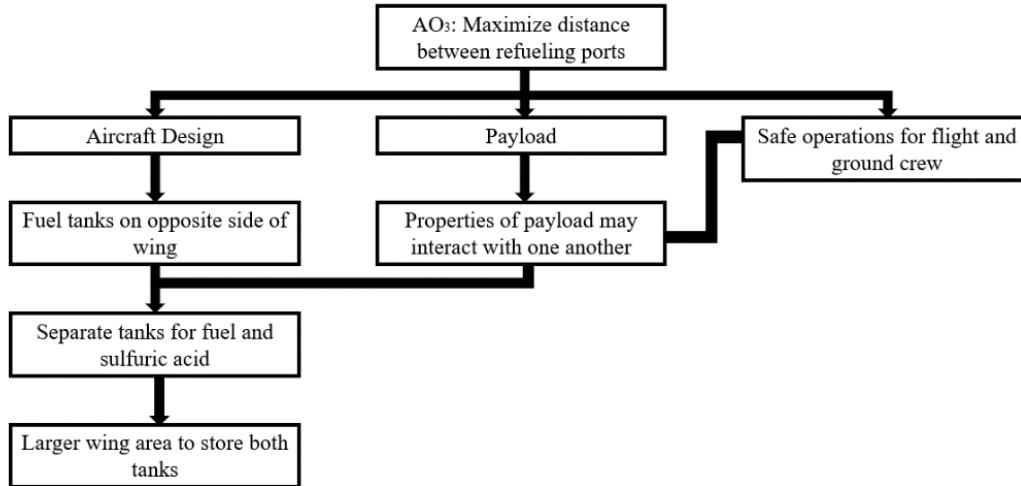 AO₃: Maximize distance
between refueling ports
Aircraft Design
Payload
Safe operations for flight and
ground crew
Fuel tanks on opposite side of
wing
Properties of payload may
interact with one another
Separate tanks for fuel and
sulfuric acid
Larger wing area to store both
tanks